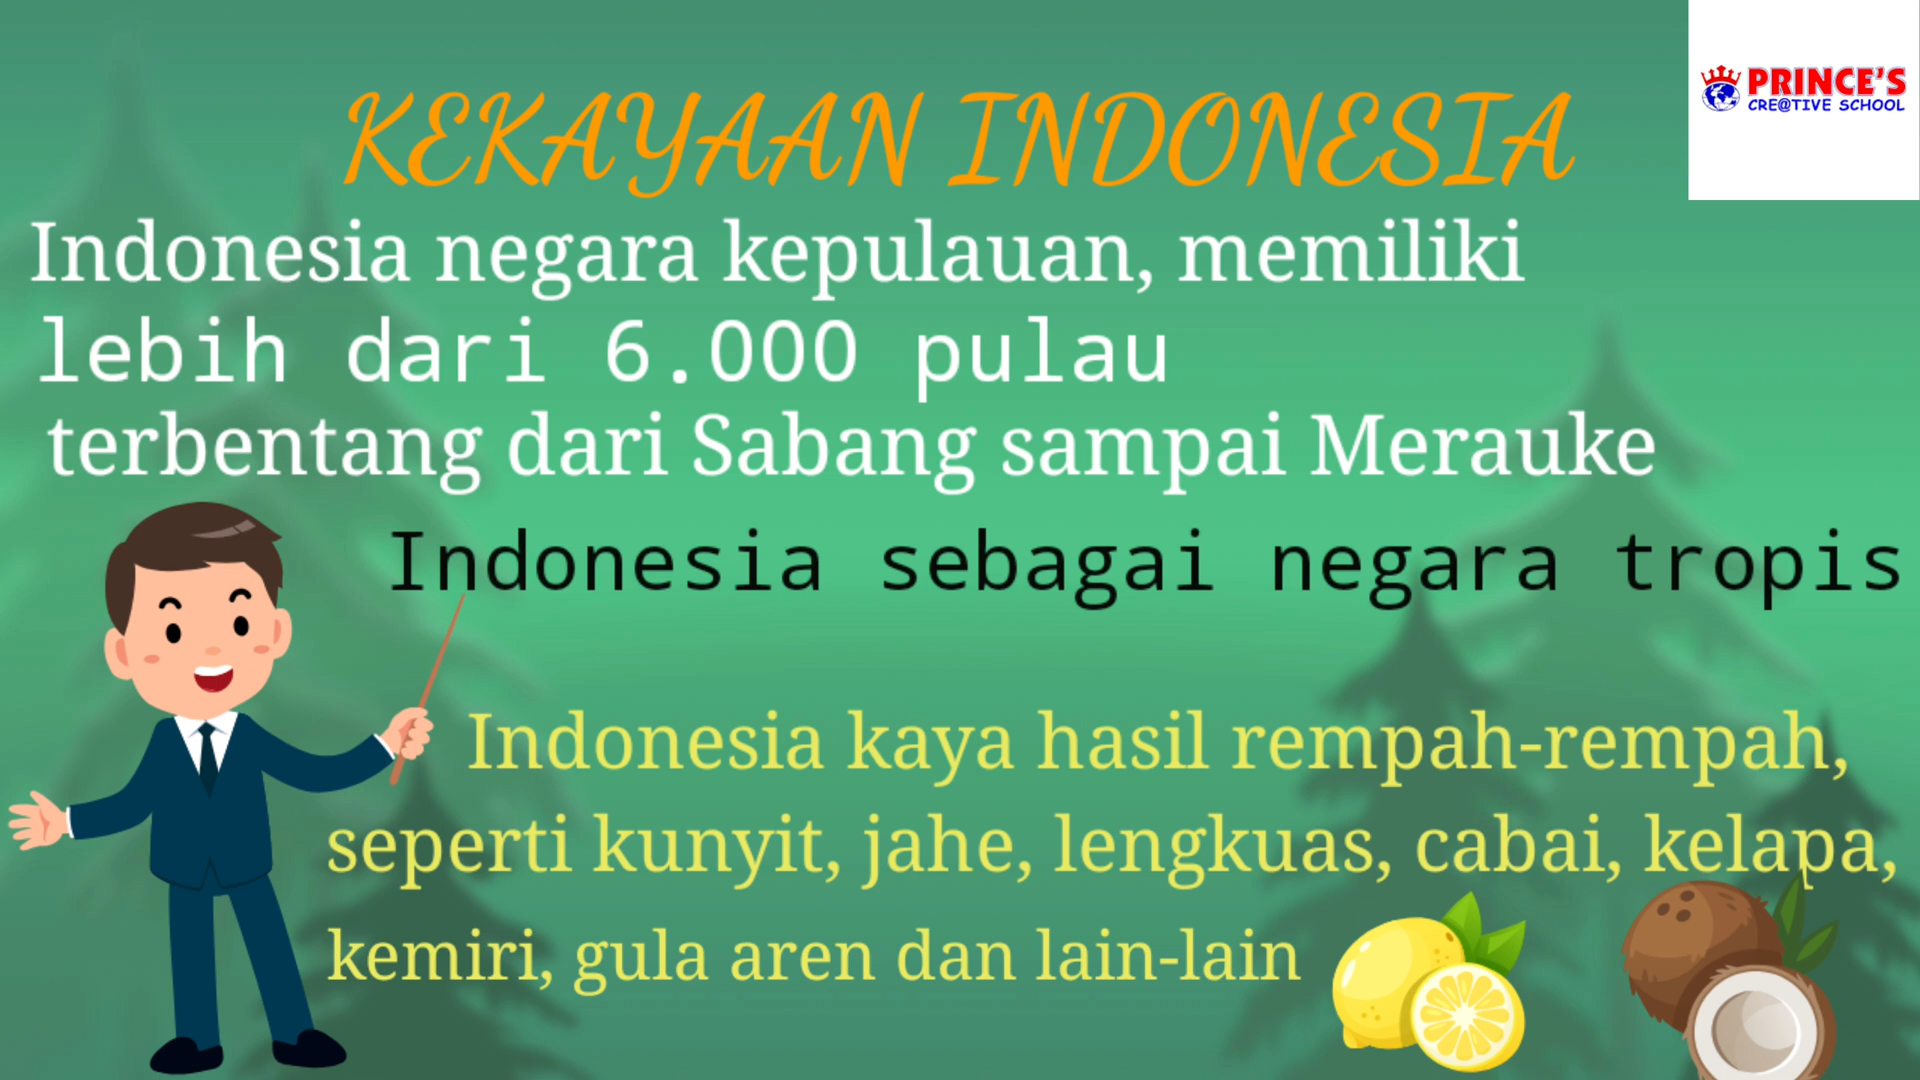 PRINCE'S
CRE@TIVE SCHOOL
KEKAYAAN INDONESIA
Indonesia negara kepulauan, memiliki
lebih dari 6.000 pulau
terbentang dari Sabang sampai Merauke
Indonesia sebagai negara tropis
Indonesia kaya hasil rempah-rempah,
seperti kunyit, jahe, lengkuas, cabai, kelapa,
kemiri, gula aren dan lain-lain